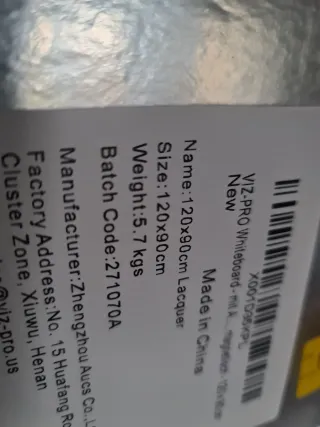 VIZ-PRO Whiteboard
New
Made in China
Name:120x90cm Lacquer
Size:120x90cm
Weight:5.7 kgs
Batch Code:271070A
Manufacturer:Zhengzhou Aucs Co.,L
Factory Address:No. 15 Huafang Ro
Cluster Zone, Xiuwu, Henan
@viz-pro.us